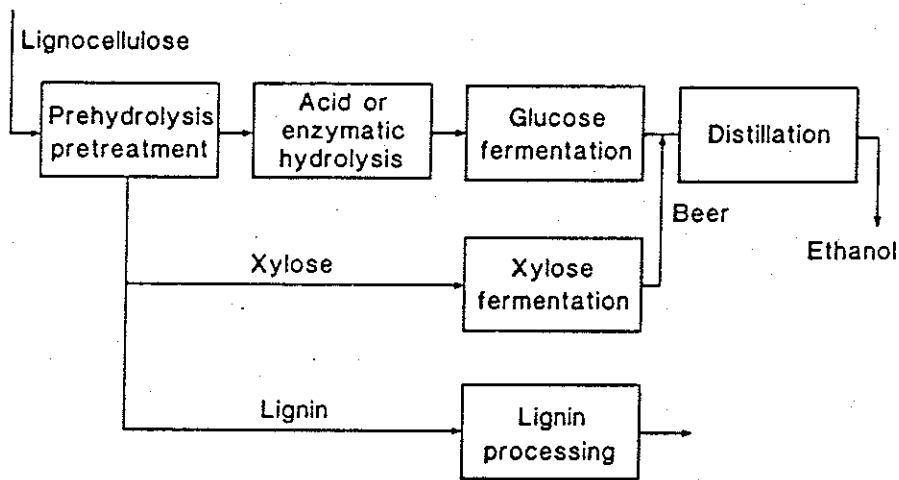 Lignocellulose
Prehydrolysis
pretreatment
Acid or
enzymatic
hydrolysis
Glucose
fermentation
Distillation
Beer
Ethanol
Xylose
Xylose
fermentation
Lignin
Lignin
processing